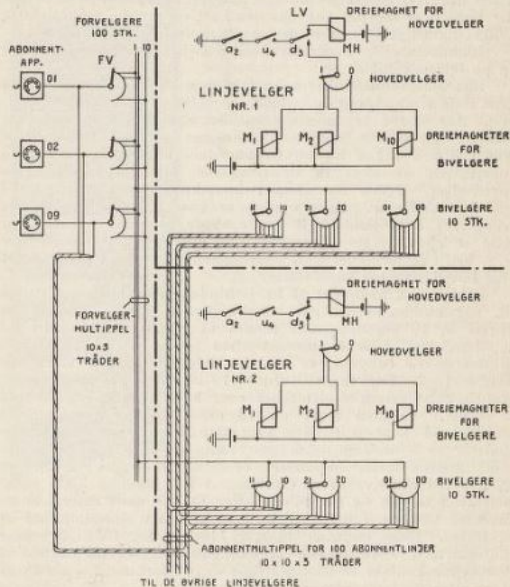 FORVELGERE
100 STK.
1 10
ABONNENT-
APP.
FV
01
02
09
FORVELGER-
MULTIPPEL
10 x 3
TRÅDER
LV
DREIEMAGNET FOR
HOVEDVELGER
a2 u4 d3
MH
1 0
HOVEDVELGER
LINJEVELGER
NR. 1
M1 M2 M10
DREIEMAGNETER
FOR
BIVELGERE
11 10 21 20 01 00
BIVELGERE
10 STK.
DREIEMAGNET FOR
HOVEDVELGER
a2 u4 d3
MH
1 0
HOVEDVELGER
LINJEVELGER
NR. 2
M1 M2 M10
DREIEMAGNETER
FOR
BIVELGERE
11 10 21 20 01 00
BIVELGERE
10 STK.
ABONNENTMULTIPPEL FOR 100 ABONNENTLINJER
10 x 10 x 3 TRÅDER
TIL DE ØVRIGE LINJEVELGERE